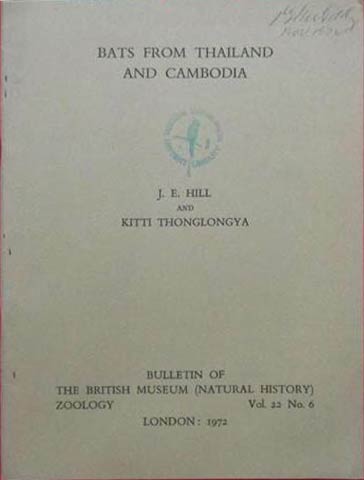 BATS FROM THAILAND
AND CAMBODIA
J. E. HILL
AND
KITTI THONGLONGYA
BULLETIN OF
THE BRITISH MUSEUM (NATURAL HISTORY)
ZOOLOGY Vol. 22 No. 6
LONDON: 1972